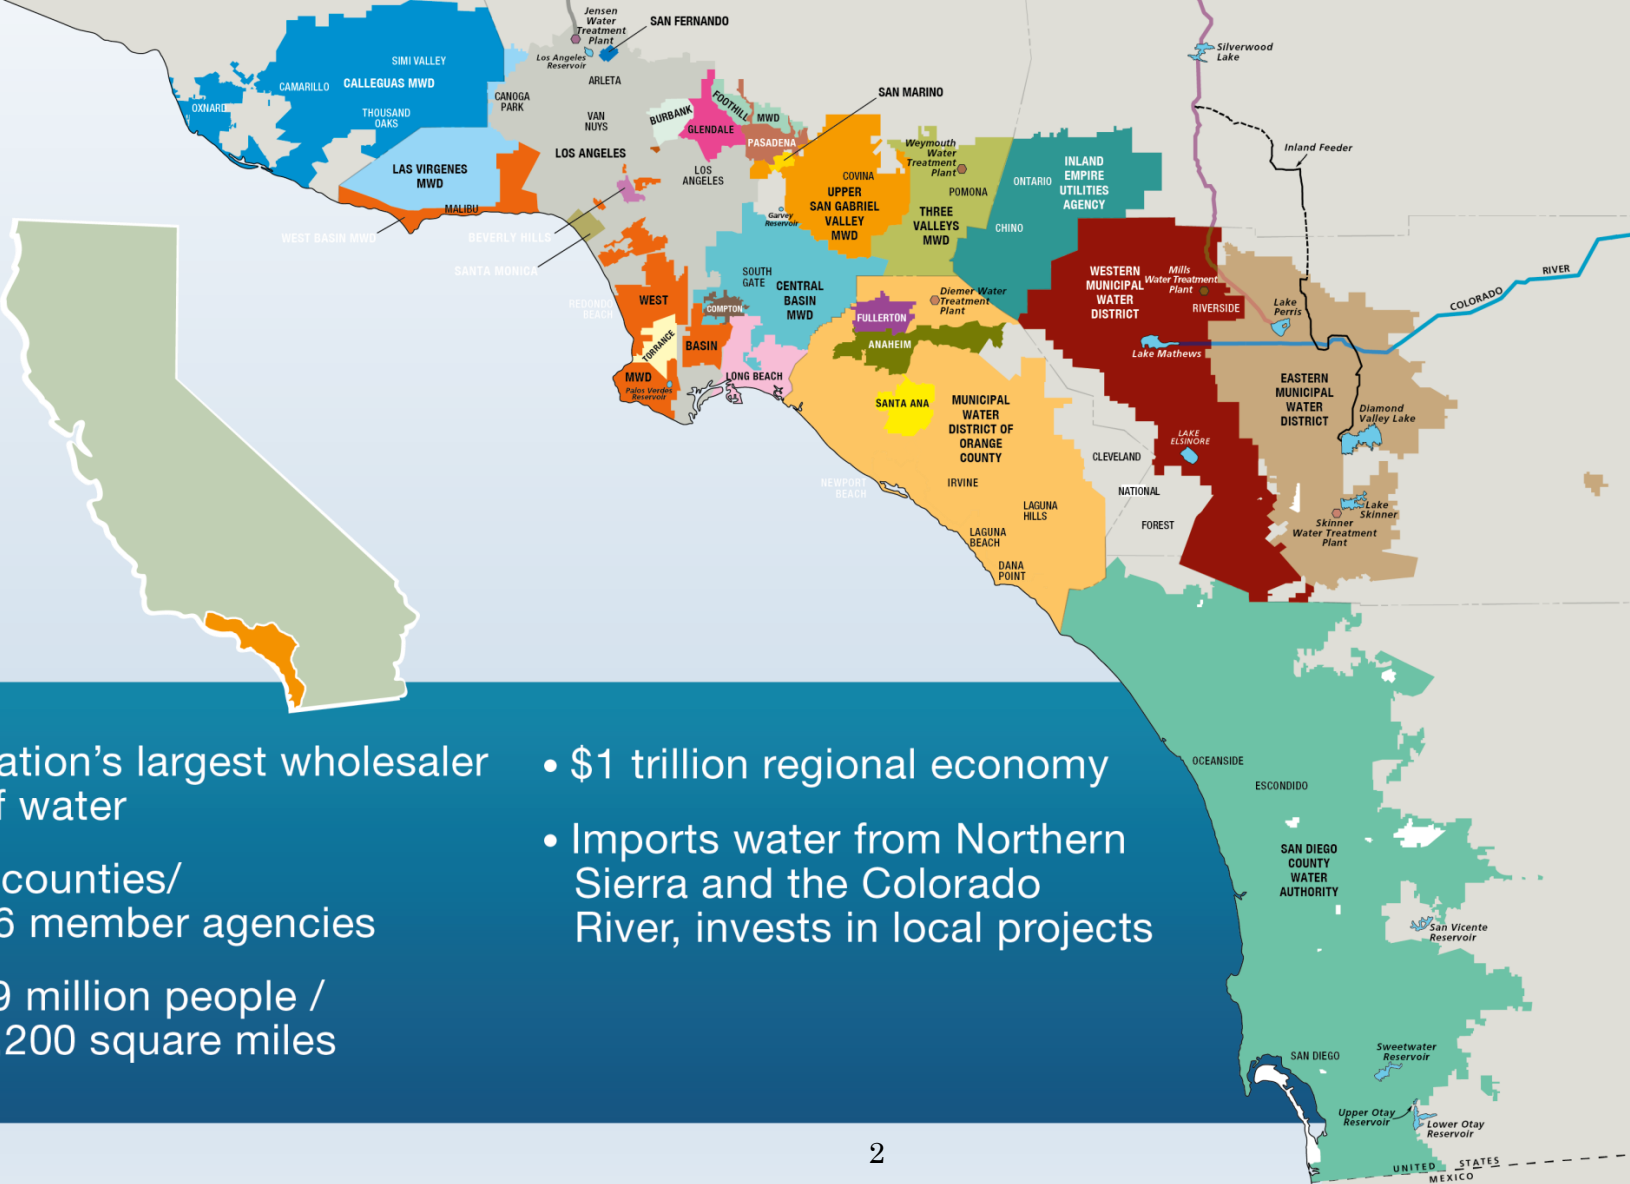 Jensen
Water
Treatment
Plant
SAN FERNANDO
Los Angeles
Reservoir
Silverwood
Lake
SIMI VALLEY
CAMARILLO
CALLEGUAS MWD
OXNARD
THOUSAND
OAKS
CANOGA
PARK
ARLETA
VAN
NUYS
LOS ANGELES
BURBANK
GLENDALE
FOOTHILL
MWD
PASADENA
SAN MARINO
LOS
ANGELES
LAS VIRGENES
MWD
MALIBU
WEST BASIN MWD
BEVERLY HILLS
SANTA MONICA
Garvey
Reservoir
COVINA
UPPER
SAN GABRIEL
VALLEY
MWD
Weymouth
Water
Treatment
Plant
POMONA
THREE
VALLEYS
MWD
ONTARIO
INLAND
EMPIRE
UTILITIES
AGENCY
CHINO
Inland Feeder
REDONDO
BEACH
WEST
BASIN
MWD
TORRANCE
Palos Verdes
Reservoir
COMPTON
SOUTH
GATE
CENTRAL
BASIN
MWD
LONG BEACH
Diemer Water
Treatment
Plant
FULLERTON
ANAHEIM
SANTA ANA
MUNICIPAL
WATER
DISTRICT OF
ORANGE
COUNTY
WESTERN
MUNICIPAL
WATER
DISTRICT
Mills
Water Treatment
Plant
RIVERSIDE
Lake
Perris
Lake Mathews
COLORADO
RIVER
EASTERN
MUNICIPAL
WATER
DISTRICT
Diamond
Valley Lake
LAKE
ELSINORE
CLEVELAND
NATIONAL
FOREST
Lake
Skinner
Skinner
Water Treatment
Plant
NEWPORT
BEACH
IRVINE
LAGUNA
HILLS
LAGUNA
BEACH
DANA
POINT
OCEANSIDE
ESCONDIDO
SAN DIEGO
COUNTY
WATER
AUTHORITY
San Vicente
Reservoir
SAN DIEGO
Sweetwater
Reservoir
Upper Otay
Reservoir
Lower Otay
Reservoir
UNITED STATES
MEXICO
ation's largest wholesaler
f water
counties/
6 member agencies
9 million people /
200 square miles
• $1 trillion regional economy
• Imports water from Northern
Sierra and the Colorado
River, invests in local projects
2